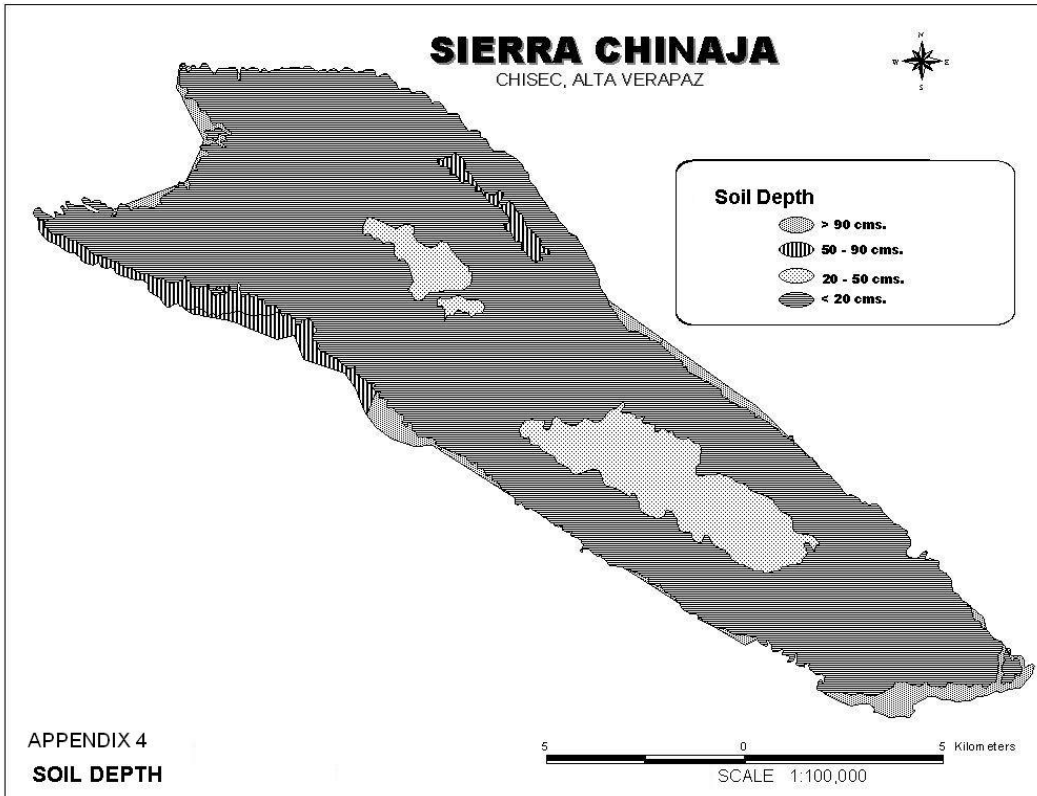 SIERRA CHINAJA
CHISEC, ALTA VERAPAZ
N
W E
S
Soil Depth
> 90 cms.
50 - 90 cms.
20 - 50 cms.
< 20 cms.
APPENDIX 4
SOIL DEPTH
5 0 5 Kilometers
SCALE 1:100,000